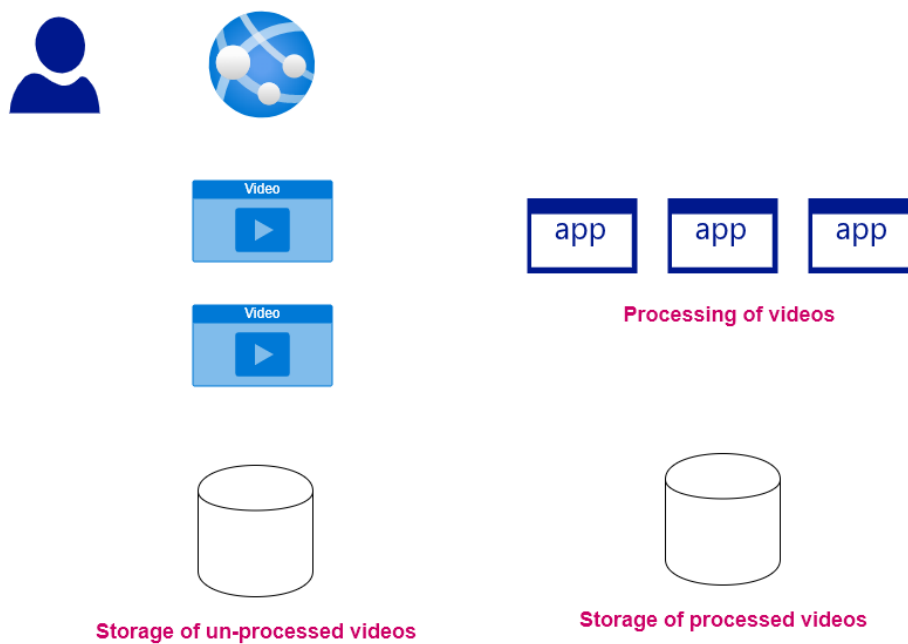 Video
app
app
app
Video
Processing of videos
Storage of un-processed videos
Storage of processed videos